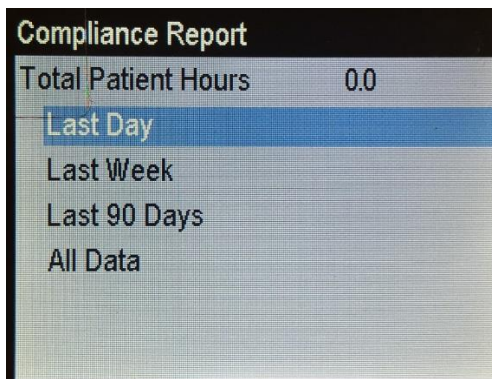 Compliance Report
Total Patient Hours 0.0
Last Day
Last Week
Last 90 Days
All Data